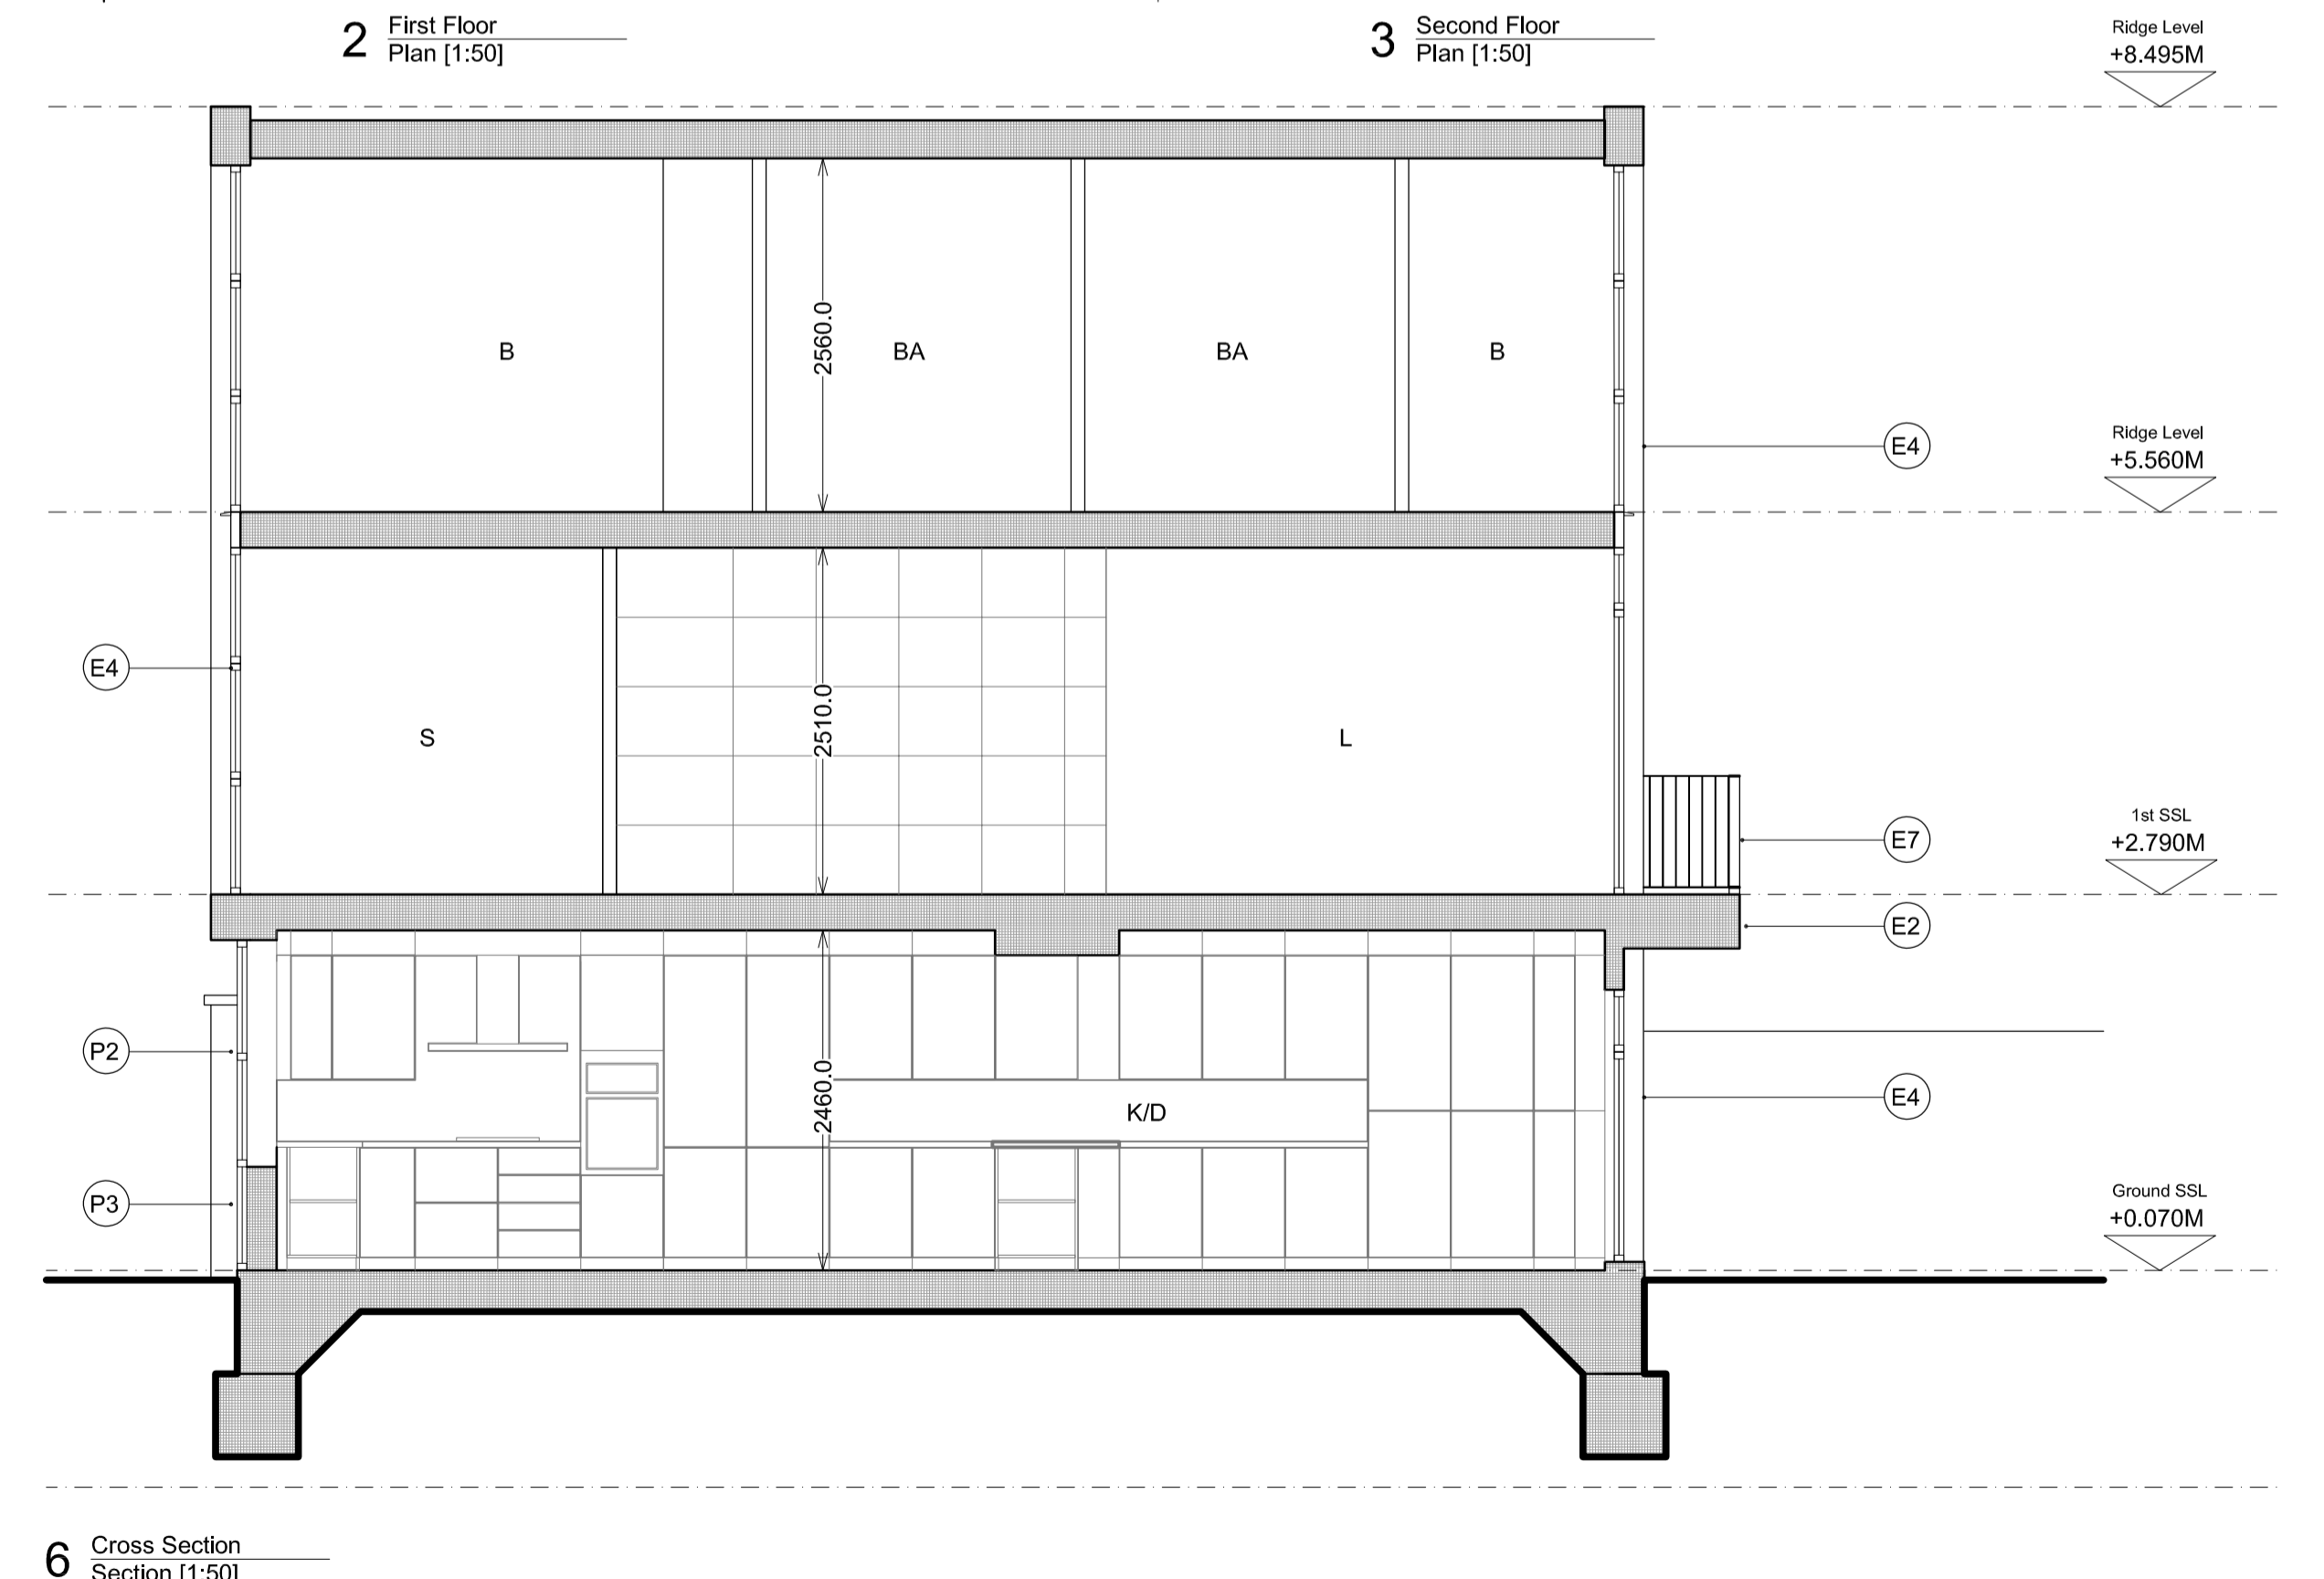 2 First Floor
Plan [1:50]
3 Second Floor
Plan [1:50]
Ridge Level
+8.495M
B
2560.0
BA
BA
B
E4
Ridge Level
+5.560M
E4
S
2510.0
L
E7
1st SSL
+2.790M
E2
P2
2460.0
K/D
E4
P3
Ground SSL
+0.070M
6 Cross Section
Section [1:50]